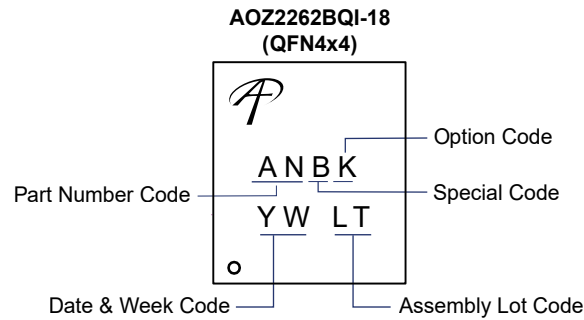 AOZ2262BQI-18
(QFN4x4)
Option Code
A N B K
Part Number Code
Special Code
Y W L T
Date & Week Code
Assembly Lot Code